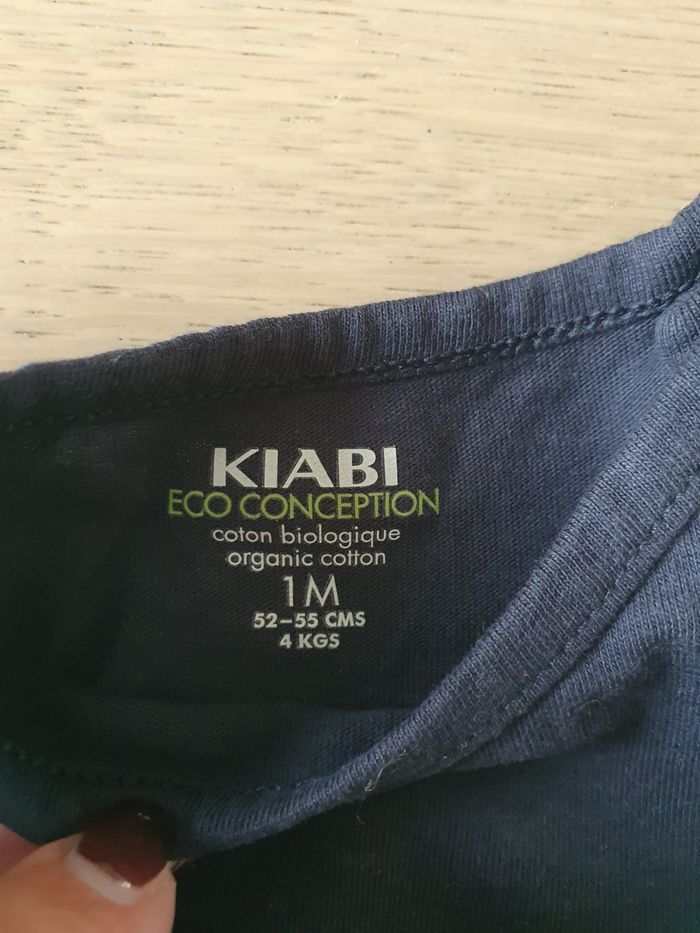 KIABI
ECO CONCEPTION
coton biologique
organic cotton
1M
52–55 CMS
4 KGS